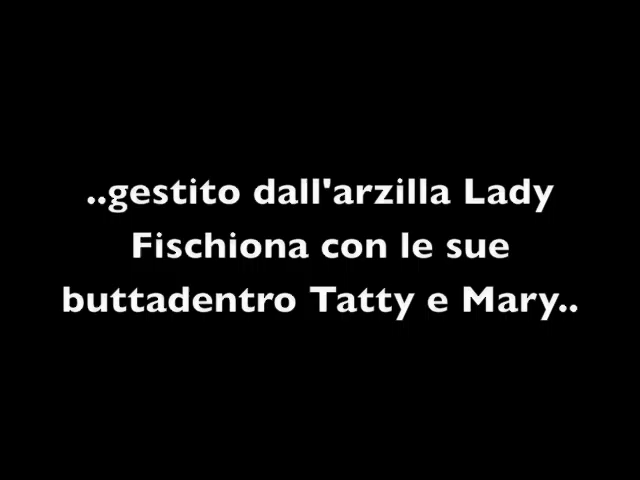 ..gestito dall'arzilla Lady
Fischiona con le sue
buttadentro Tatty e Mary..